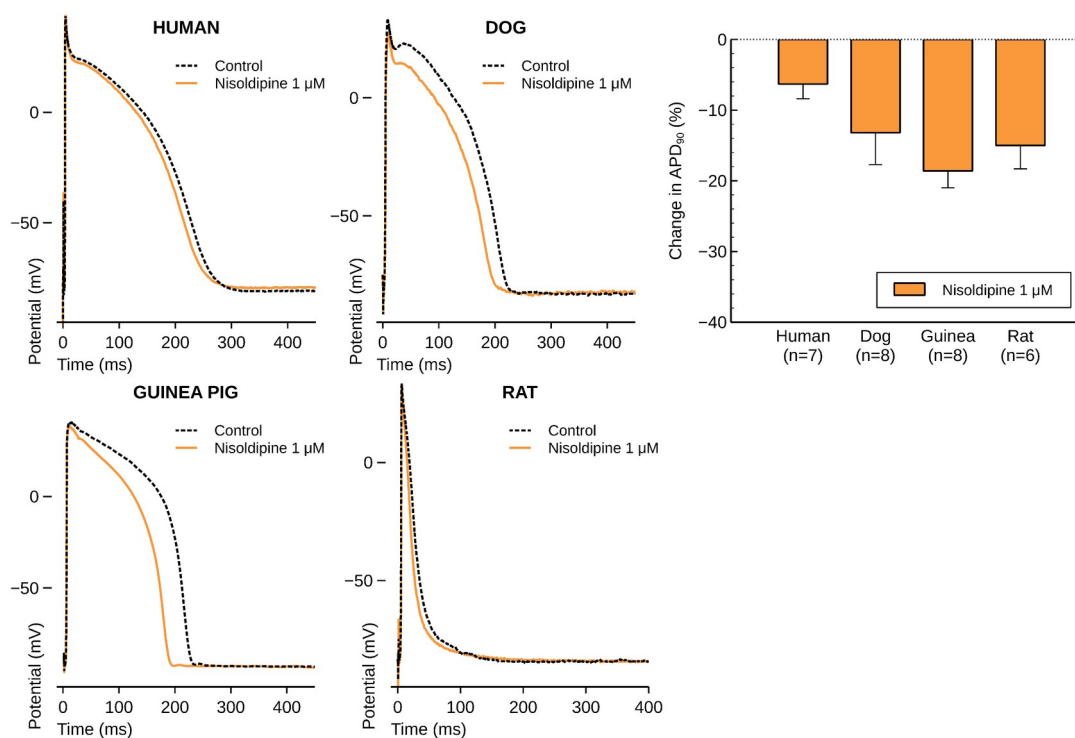 HUMAN
Control
Nisoldipine 1 µM
0
−50
Potential (mV)
0 100 200 300 400
Time (ms)
DOG
Control
Nisoldipine 1 µM
0
−50
Potential (mV)
0 100 200 300 400
Time (ms)
0
−10
−20
−30
−40
Change in APD90 (%)
Nisoldipine 1 µM
Human Dog Guinea Rat
(n=7) (n=8) (n=8) (n=6)
GUINEA PIG
Control
Nisoldipine 1 µM
0
−50
Potential (mV)
0 100 200 300 400
Time (ms)
RAT
Control
Nisoldipine 1 µM
0
−50
Potential (mV)
0 100 200 300 400
Time (ms)